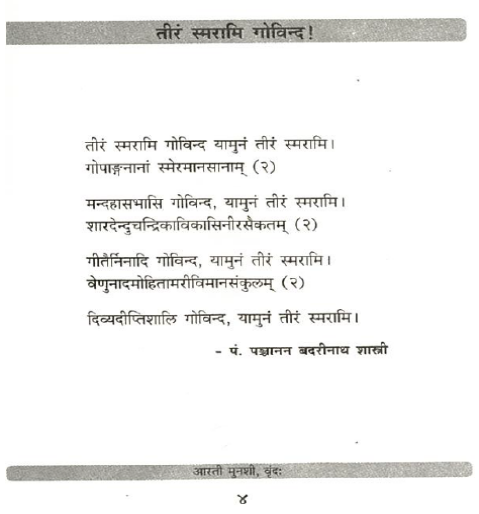 तीरं स्मरामि गोविन्द!
तीरं स्मरामि गोविन्द यामुनं तीरं स्मरामि।
गोपाङ्गनानां स्मेरमानसानाम् (२)
मन्दहासभासि गोविन्द, यामुनं तीरं स्मरामि।
शारदेन्दुचन्द्रिकाविकासिनीरसैकतम् (२)
गीतैर्निनादि गोविन्द, यामुनं तीरं स्मरामि।
वेणुनादमोहितामरीविमानसंकुलम् (२)
दिव्यदीप्तिशालि गोविन्द, यामुनं तीरं स्मरामि।
- पं. पञ्चानन बदरीनाथ शास्त्री
आरती मुनशी, वृंदः
४